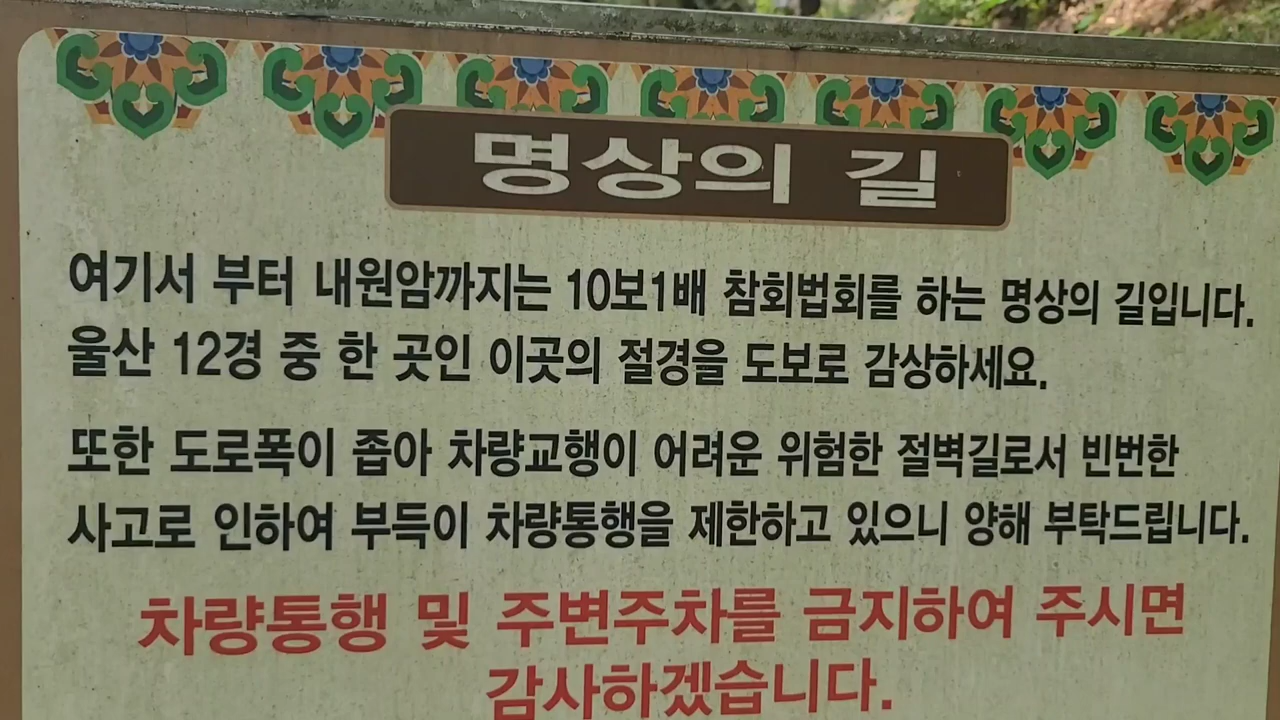 명상의 길
여기서 부터 내원암까지는 10보1배 참회법회를 하는 명상의 길입니다.
울산 12경 중 한 곳인 이곳의 절경을 도보로 감상하세요.
또한 도로폭이 좁아 차량교행이 어려운 위험한 절벽길로서 빈번한
사고로 인하여 부득이 차량통행을 제한하고 있으니 양해 부탁드립니다.
차량통행 및 주변주차를 금지하여 주시면
감사하겠습니다.